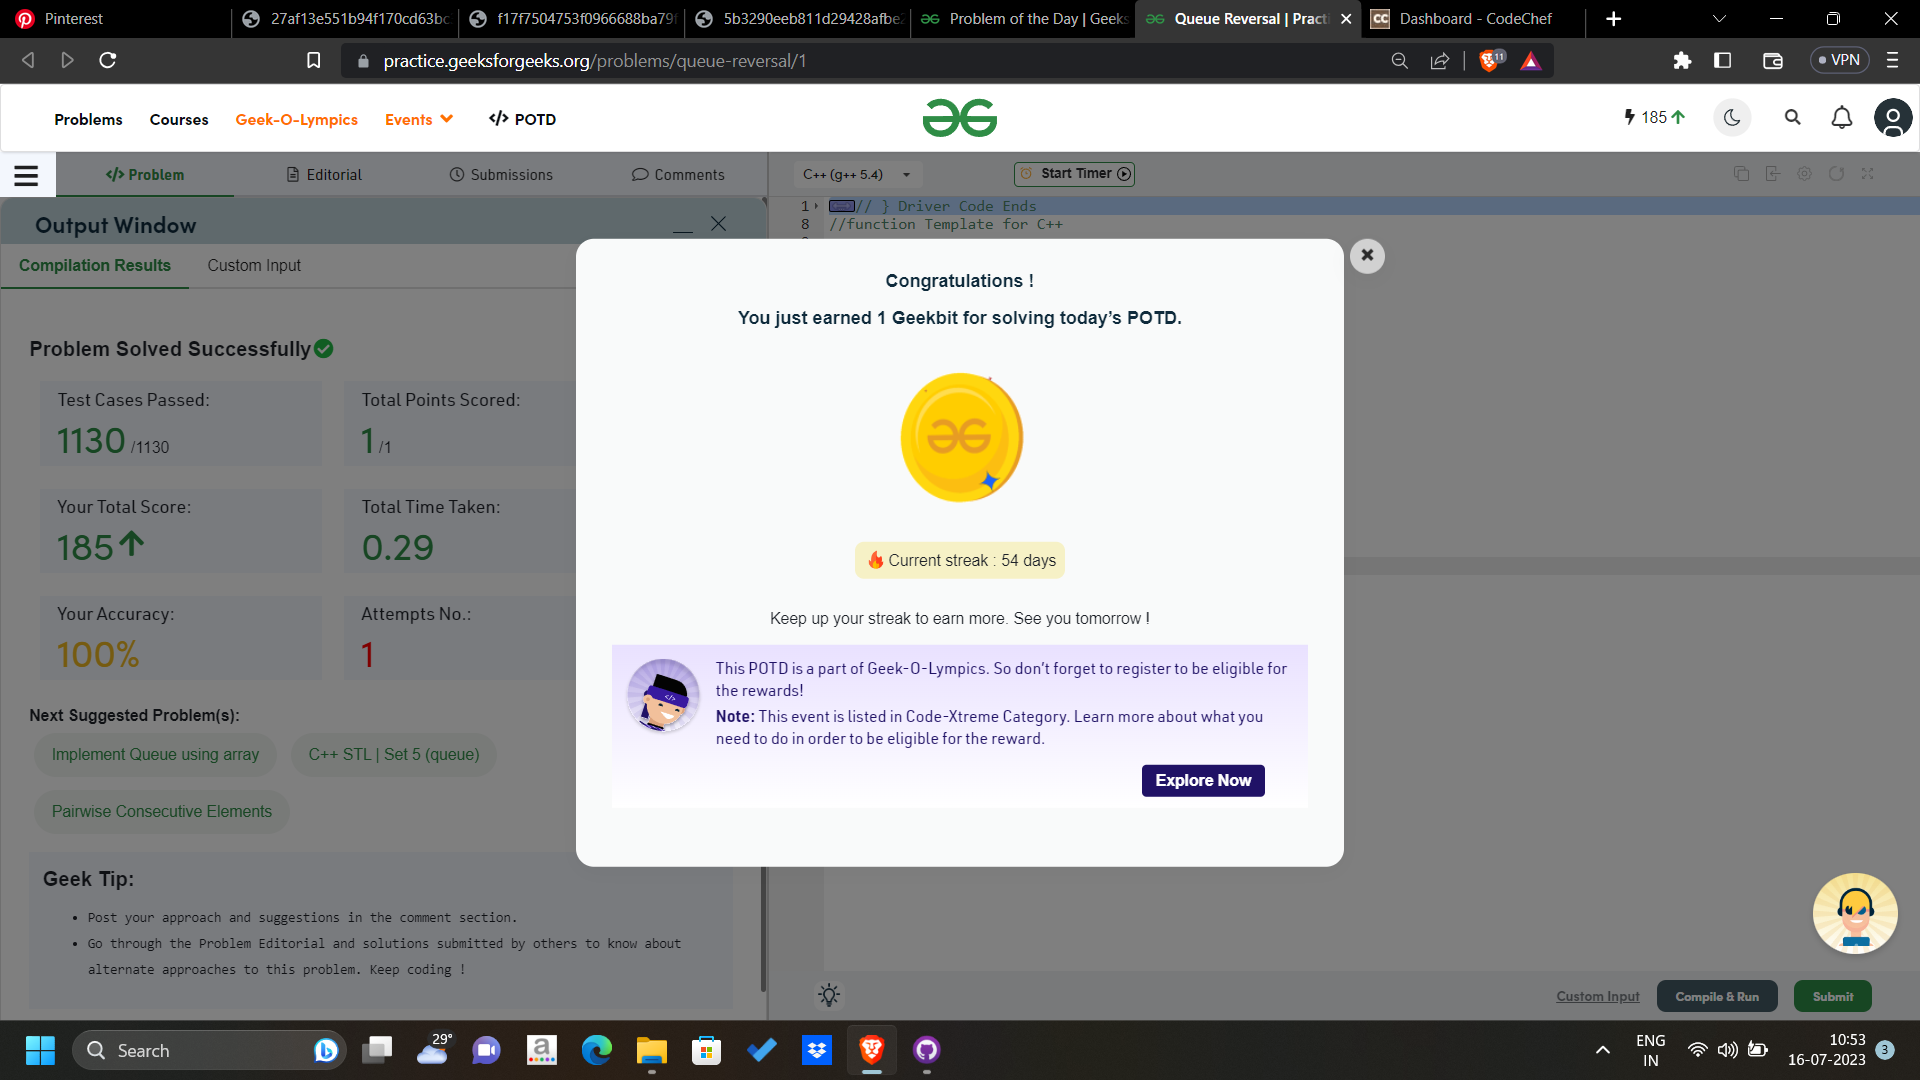 Pinterest
27af13e551b94f170cd63bc
f17f7504753f0966688ba79f
5b3290eeb811d29428afbe2
Problem of the Day | Geeks
Queue Reversal | Practi
CC Dashboard - CodeChef
practice.geeksforgeeks.org/problems/queue-reversal/1
11
VPN
Problems
Courses
Geek-O-Lympics
Events
</> POTD
185
</> Problem
Editorial
Submissions
Comments
C++ (g++ 5.4)
Start Timer
Output Window
1 // } Driver Code Ends
8 //function Template for C++
Compilation Results
Custom Input
Problem Solved Successfully
Test Cases Passed:
1130 /1130
Total Points Scored:
1 /1
Your Total Score:
185
Total Time Taken:
0.29
Your Accuracy:
100%
Attempts No.:
1
Next Suggested Problem(s):
Implement Queue using array
C++ STL | Set 5 (queue)
Pairwise Consecutive Elements
Geek Tip:
• Post your approach and suggestions in the comment section.
• Go through the Problem Editorial and solutions submitted by others to know about
alternate approaches to this problem. Keep coding !
Congratulations !
You just earned 1 Geekbit for solving today's POTD.
Current streak : 54 days
Keep up your streak to earn more. See you tomorrow !
This POTD is a part of Geek-O-Lympics. So don't forget to register to be eligible for
the rewards!
Note: This event is listed in Code-Xtreme Category. Learn more about what you
need to do in order to be eligible for the reward.
Explore Now
Custom Input
Compile & Run
Submit
Search
29°
a
ENG
IN
10:53
16-07-2023
3